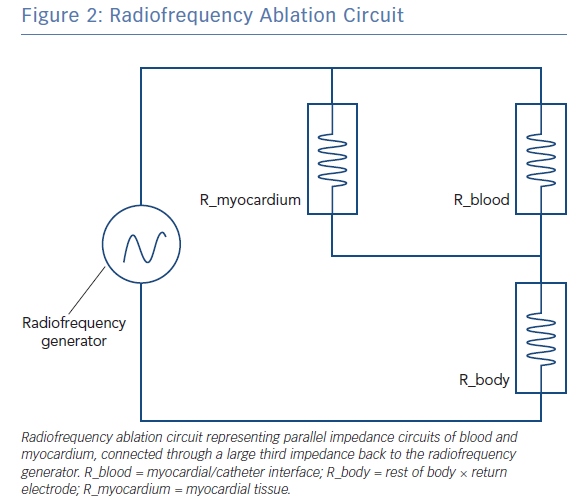 Figure 2: Radiofrequency Ablation Circuit
R_myocardium
R_blood
Radiofrequency
generator
R_body
Radiofrequency ablation circuit representing parallel impedance circuits of blood and
myocardium, connected through a large third impedance back to the radiofrequency
generator. R_blood = myocardial/catheter interface; R_body = rest of body × return
electrode; R_myocardium = myocardial tissue.